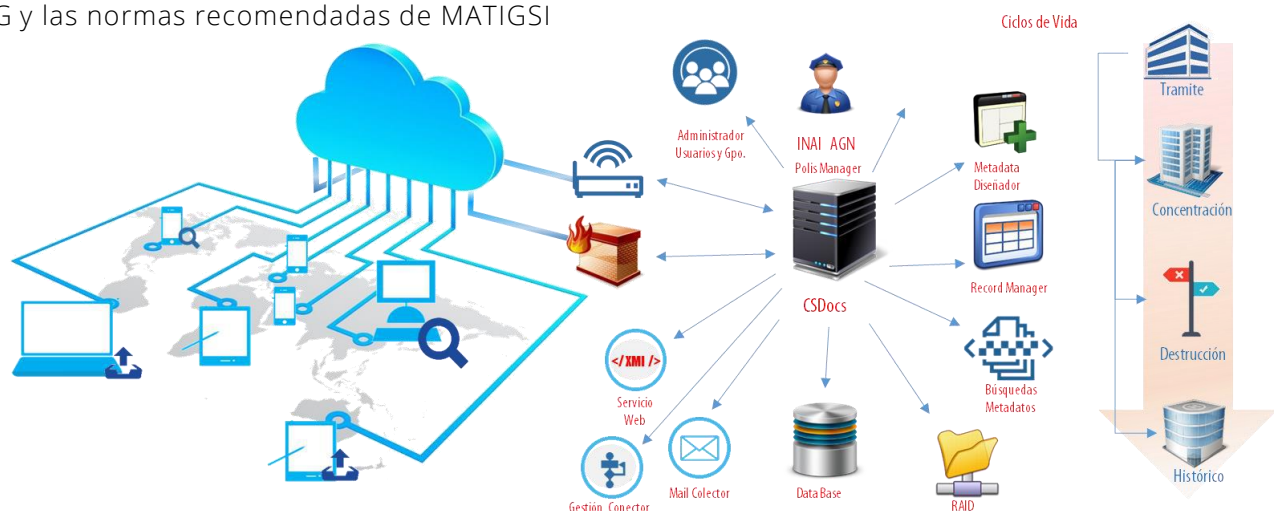 G y las normas recomendadas de MATIGSI
Ciclos de Vida
Administrador
Usuarios y Gpo.
INAI AGN
Polis Manager
Metadata
Diseñador
Record Manager
CSDocs
</XMl />
Servicio
Web
Búsquedas
Metadatos
Gestión Conector
Mail Colector
Data Base
RAID
Tramite
Concentración
Destrucción
Histórico